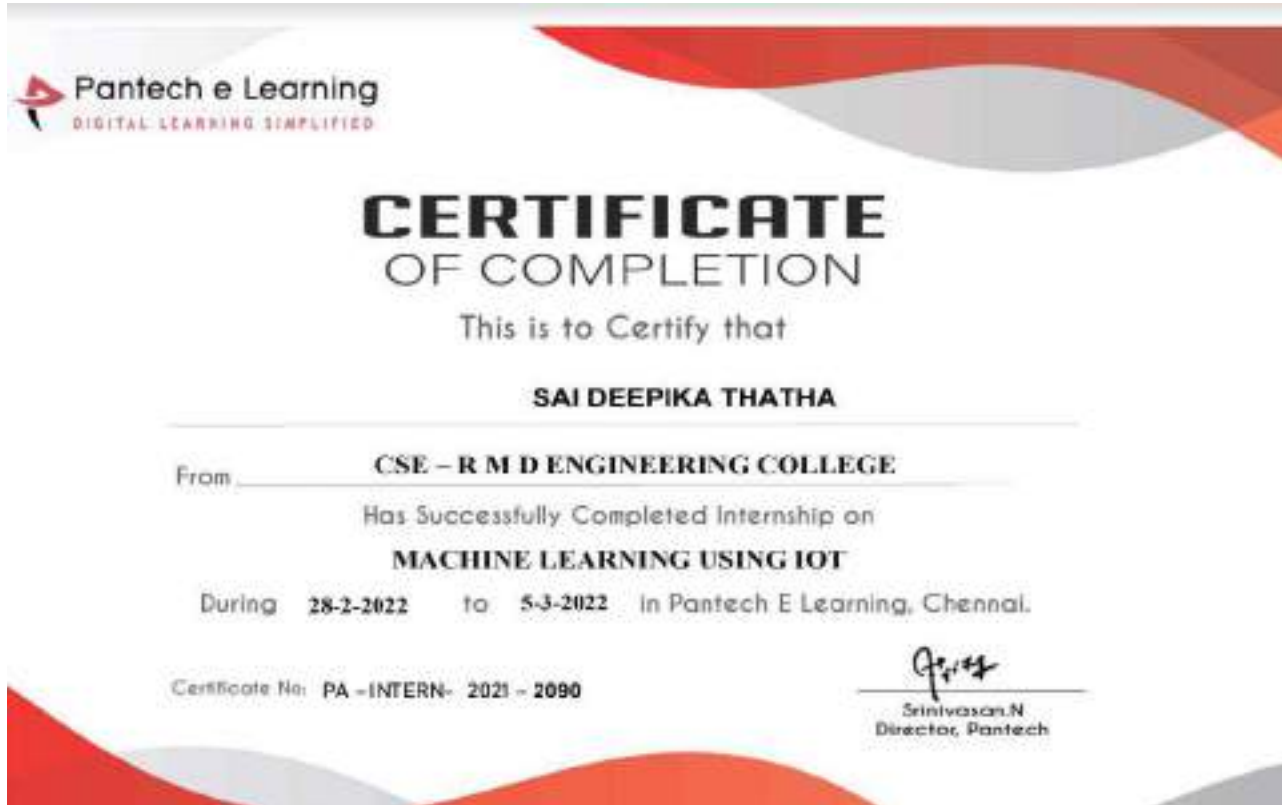 Pantech e Learning
DIGITAL LEARNING SIMPLIFIED
CERTIFICATE
OF COMPLETION
This is to Certify that
SAI DEEPIKA THATHA
From CSE – R M D ENGINEERING COLLEGE
Has Successfully Completed Internship on
MACHINE LEARNING USING IOT
During 28-2-2022 to 5-3-2022 in Pantech E Learning, Chennai.
Certificate No: PA -INTERN- 2021 - 2090
Srinivasan.N
Director, Pantech